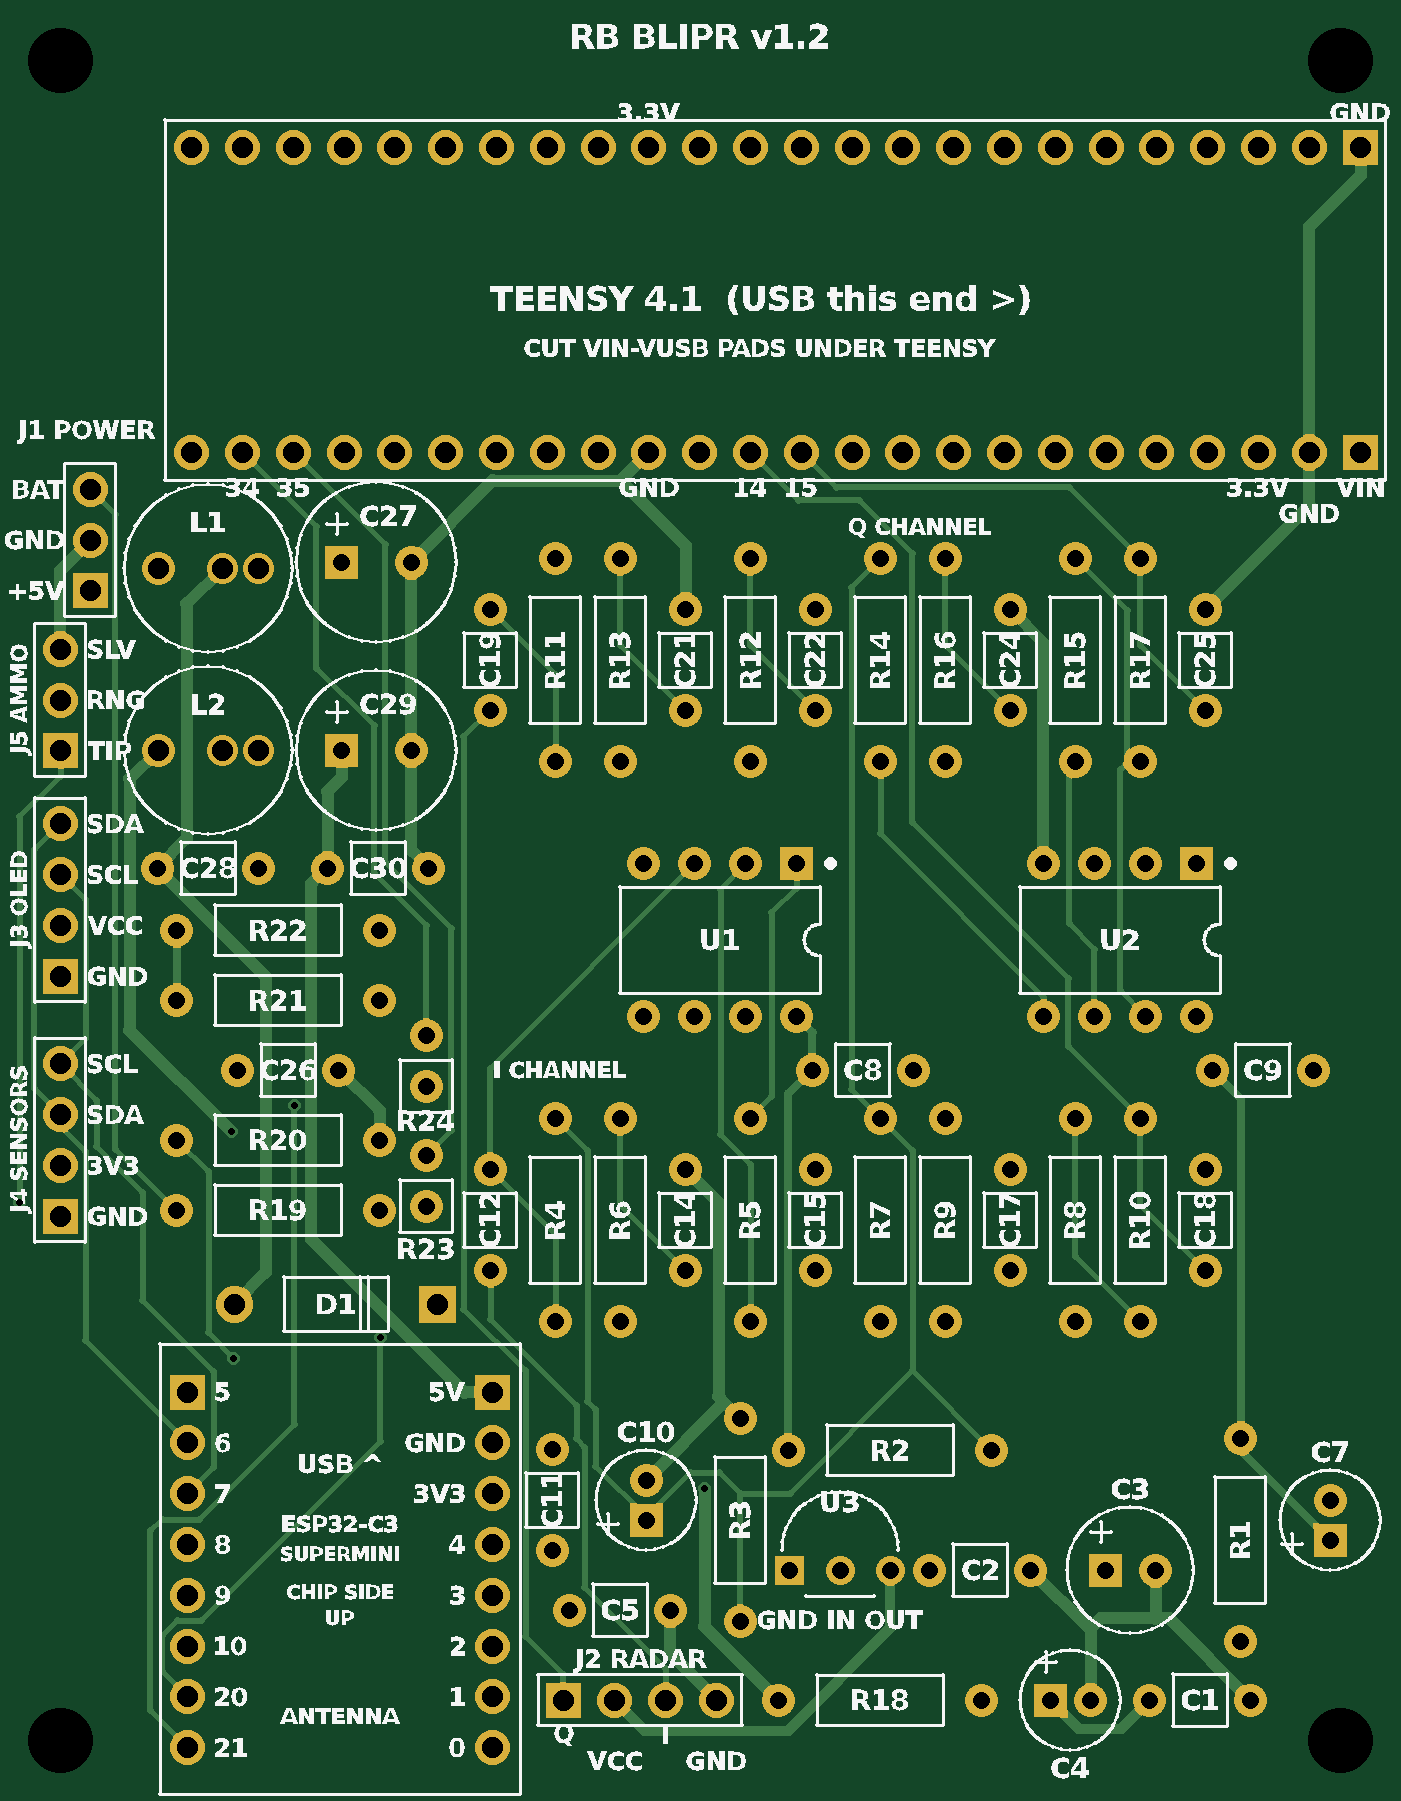 RB BLIPR v1.2
3.3V
GND
TEENSY 4.1 (USB this end >)
CUT VIN-VUSB PADS UNDER TEENSY
J1 POWER
BAT
GND
+5V
34 35
GND
14 15
3.3V
VIN
GND
Q CHANNEL
L1
+ C27
J5 AMMO
SLV
RNG
TIP
L2
+ C29
C19
R11
R13
C21
R12
C22
R14
R16
C24
R15
R17
C25
J3 OLED
SDA
SCL
VCC
GND
C28
C30
R22
R21
U1
U2
J4 SENSORS
SCL
SDA
3V3
GND
C26
R24
R20
R19
R23
I CHANNEL
C8
C9
C12
R4
R6
C14
R5
C15
R7
R9
C17
R8
R10
C18
D1
5
6
7
8
9
10
20
21
5V
GND
3V3
4
3
2
1
0
USB ^
ESP32-C3
SUPERMINI
CHIP SIDE
UP
ANTENNA
C10
+
C11
R3
R2
U3
GND IN OUT
C2
C3
+
R1
C7
+
C5
J2 RADAR
Q
VCC
I
GND
R18
+
C4
C1